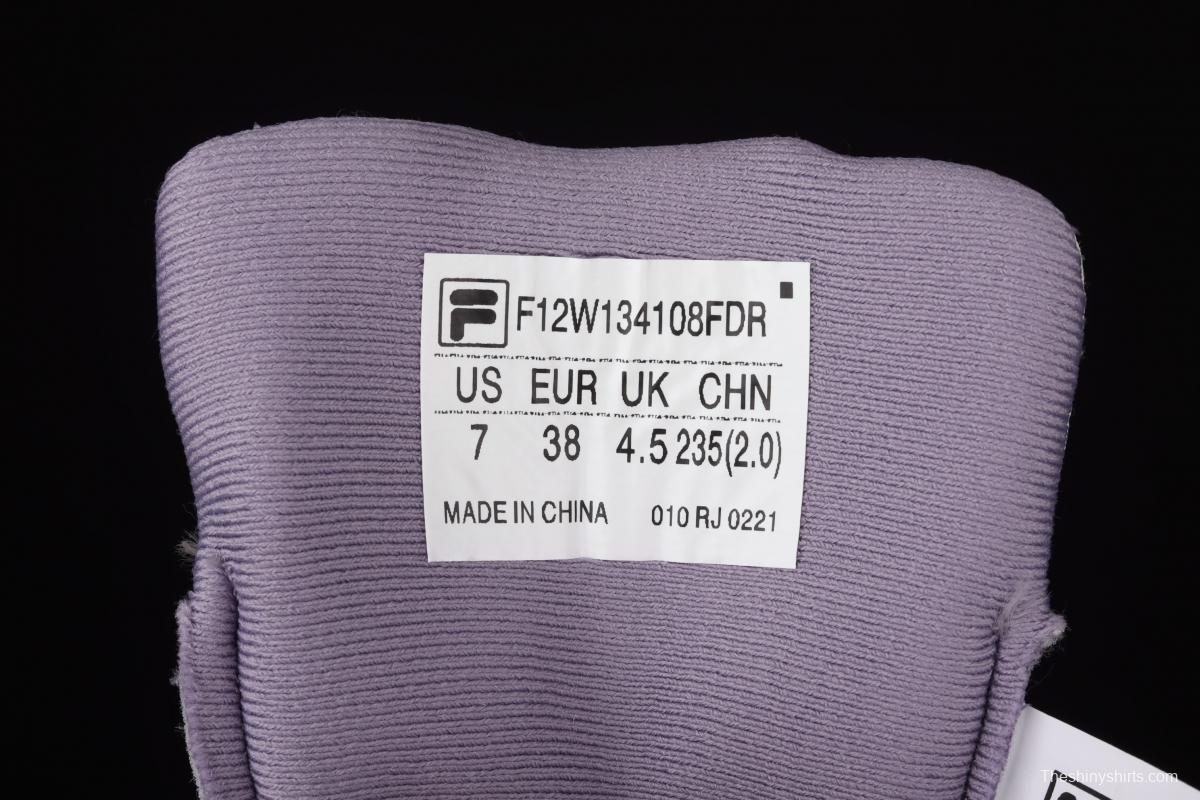 F F12W134108FDR
US EUR UK CHN
7 38 4.5 235(2.0)
MADE IN CHINA 010 RJ 0221
Theshinyshirts.com